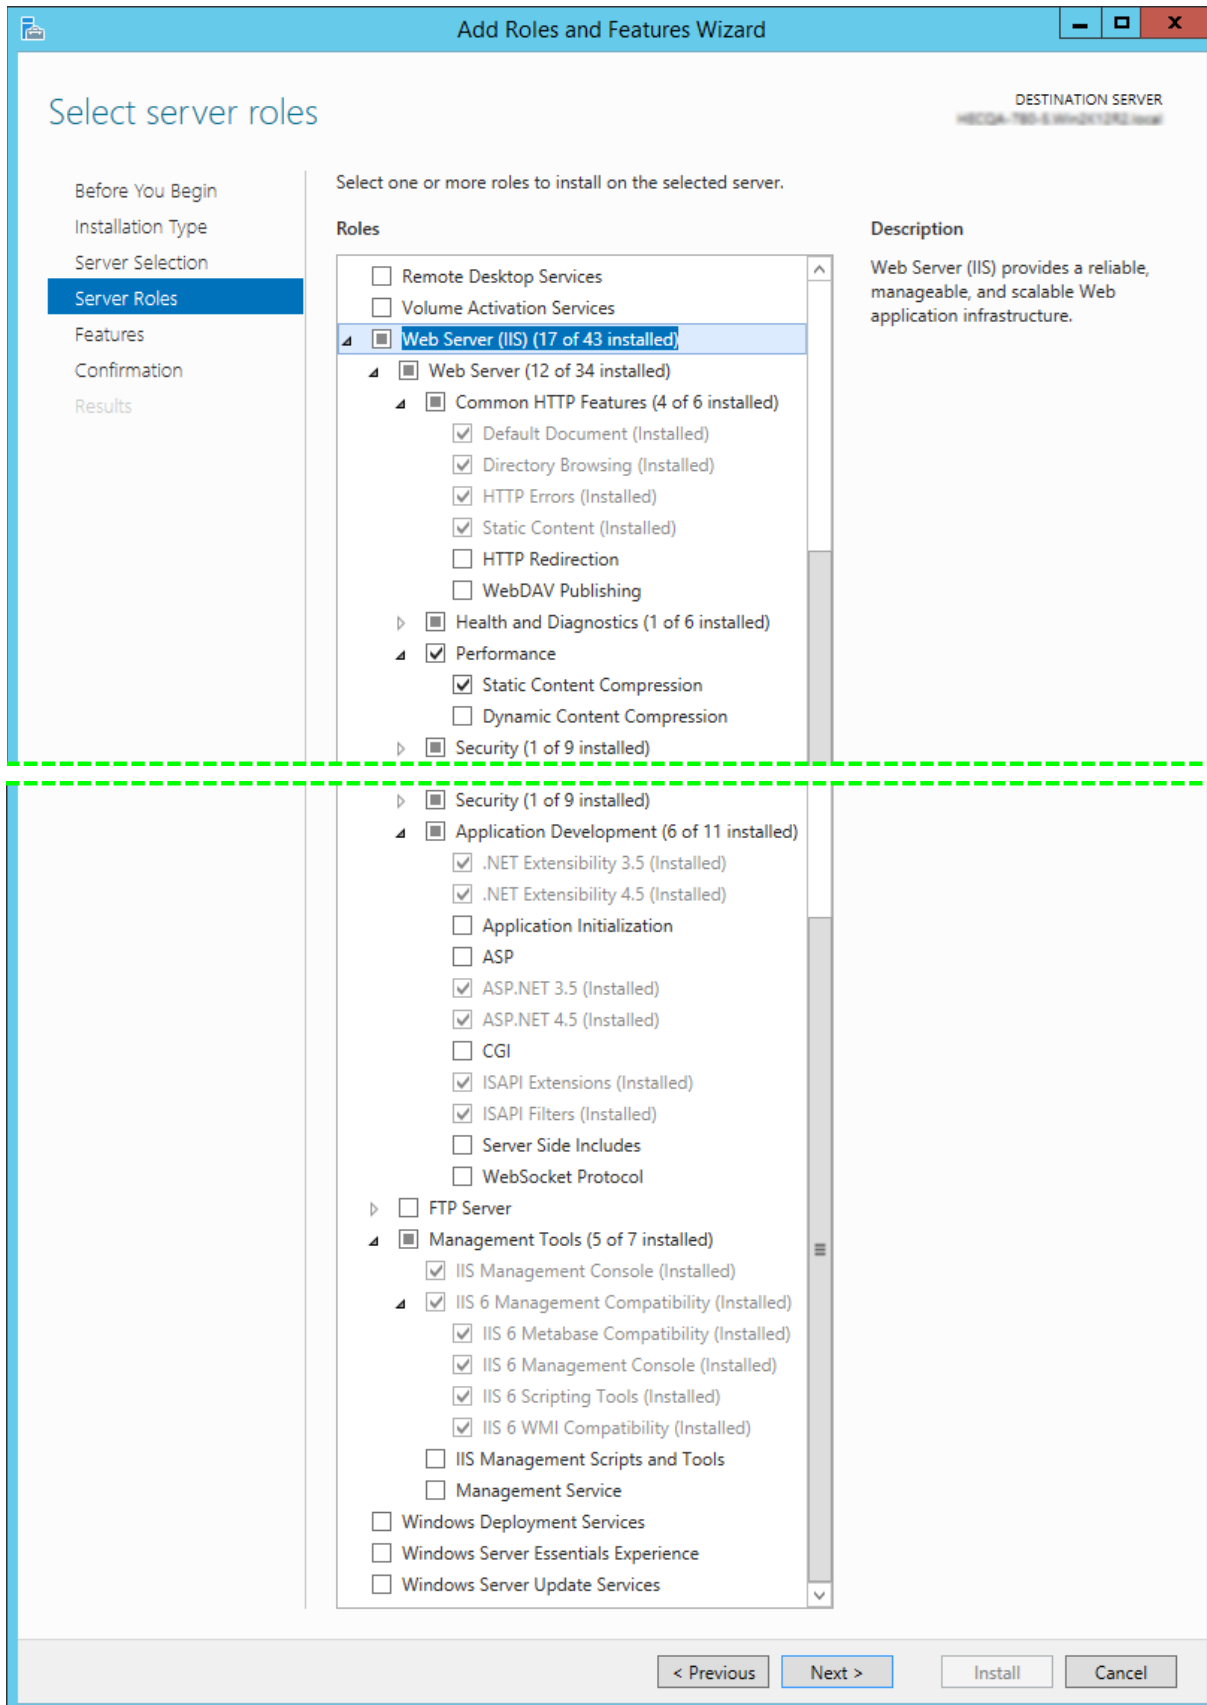 Add Roles and Features Wizard
Select server roles
DESTINATION SERVER
Before You Begin
Installation Type
Server Selection
Server Roles
Features
Confirmation
Results
Select one or more roles to install on the selected server.
Roles
Remote Desktop Services
Volume Activation Services
Web Server (IIS) (17 of 43 installed)
Web Server (12 of 34 installed)
Common HTTP Features (4 of 6 installed)
Default Document (Installed)
Directory Browsing (Installed)
HTTP Errors (Installed)
Static Content (Installed)
HTTP Redirection
WebDAV Publishing
Health and Diagnostics (1 of 6 installed)
Performance
Static Content Compression
Dynamic Content Compression
Security (1 of 9 installed)
Security (1 of 9 installed)
Application Development (6 of 11 installed)
.NET Extensibility 3.5 (Installed)
.NET Extensibility 4.5 (Installed)
Application Initialization
ASP
ASP.NET 3.5 (Installed)
ASP.NET 4.5 (Installed)
CGI
ISAPI Extensions (Installed)
ISAPI Filters (Installed)
Server Side Includes
WebSocket Protocol
FTP Server
Management Tools (5 of 7 installed)
IIS Management Console (Installed)
IIS 6 Management Compatibility (Installed)
IIS 6 Metabase Compatibility (Installed)
IIS 6 Management Console (Installed)
IIS 6 Scripting Tools (Installed)
IIS 6 WMI Compatibility (Installed)
IIS Management Scripts and Tools
Management Service
Windows Deployment Services
Windows Server Essentials Experience
Windows Server Update Services
Description
Web Server (IIS) provides a reliable,
manageable, and scalable Web
application infrastructure.
< Previous
Next >
Install
Cancel